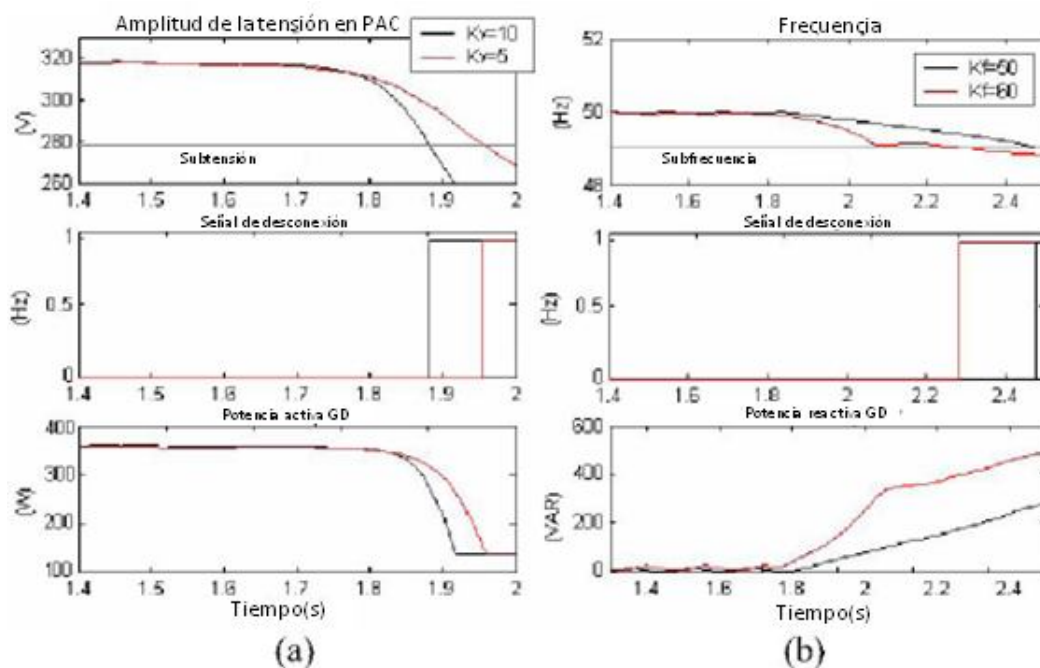 Amplitud de la tensión en PAC
Kv=10
Kv=5
320
300
280
260
(V)
Subtensión
1.4 1.5 1.6 1.7 1.8 1.9 2
Señal de desconexión
1
0.5
0
(Hz)
1.4 1.5 1.6 1.7 1.8 1.9 2
Potencia activa GD
400
300
200
100
(W)
1.4 1.5 1.6 1.7 1.8 1.9 2
Tiempo(s)
(a)
Frecuencia
Kf=50
Kf=80
52
50
48
(Hz)
Subfrecuencia
1.4 1.6 1.8 2 2.2 2.4
Señal de desconexión
1
0.5
0
(Hz)
1.4 1.6 1.8 2 2.2 2.4
Potencia reactiva GD
600
400
200
0
(VAR)
1.4 1.6 1.8 2 2.2 2.4
Tiempo(s)
(b)